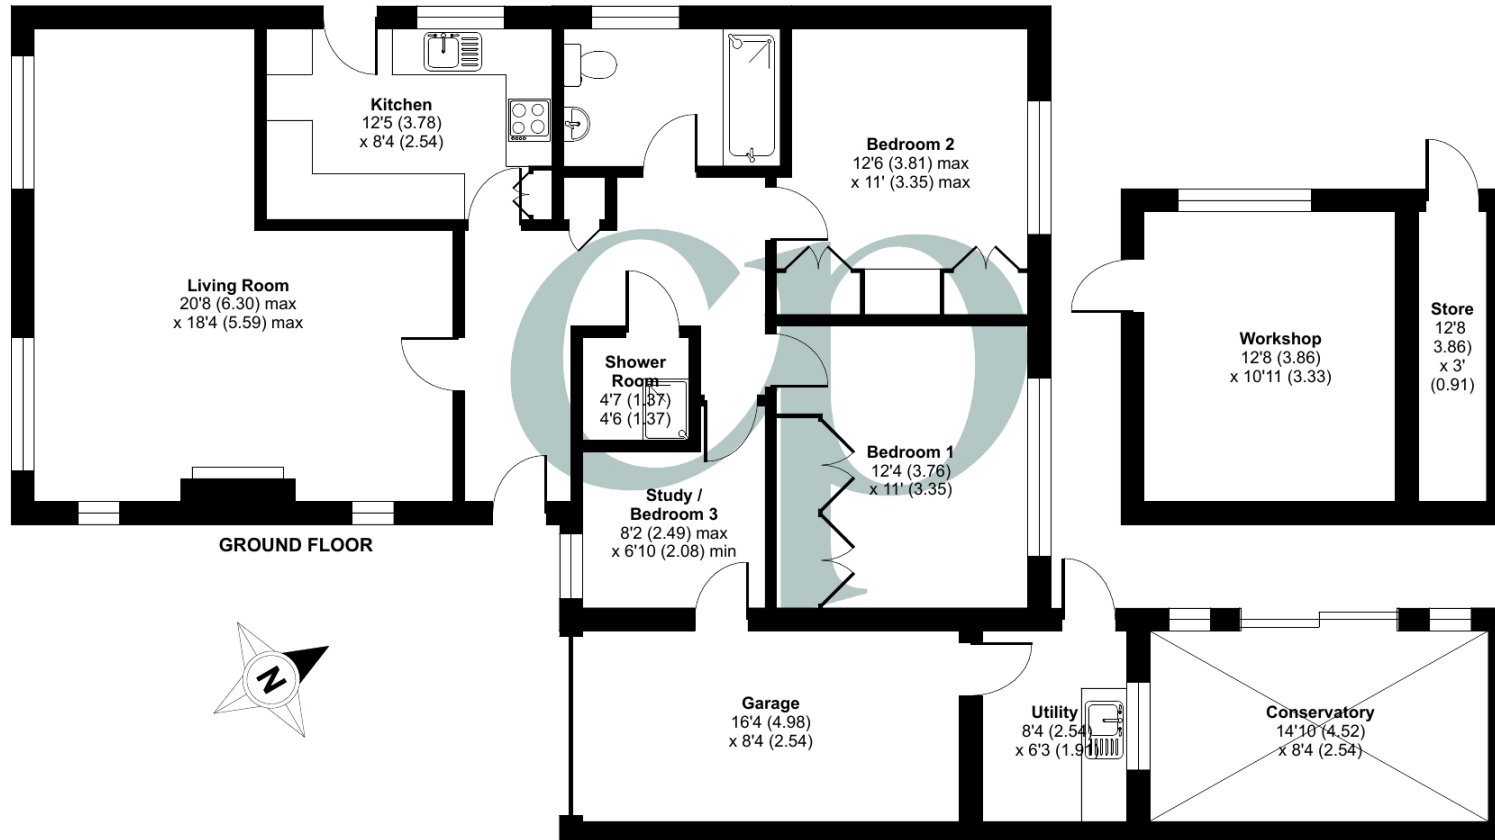 Kitchen
12'5 (3.78)
x 8'4 (2.54)
Bedroom 2
12'6 (3.81) max
x 11' (3.35) max
Living Room
20'8 (6.30) max
x 18'4 (5.59) max
Shower
Room
4'7 (1.37)
4'6 (1.37)
Bedroom 1
12'4 (3.76)
x 11' (3.35)
Study /
Bedroom 3
8'2 (2.49) max
x 6'10 (2.08) min
Workshop
12'8 (3.86)
x 10'11 (3.33)
Store
12'8
3.86)
x 3'
(0.91)
GROUND FLOOR
N
Garage
16'4 (4.98)
x 8'4 (2.54)
Utility
8'4 (2.54)
x 6'3 (1.91)
Conservatory
14'10 (4.52)
x 8'4 (2.54)
CP